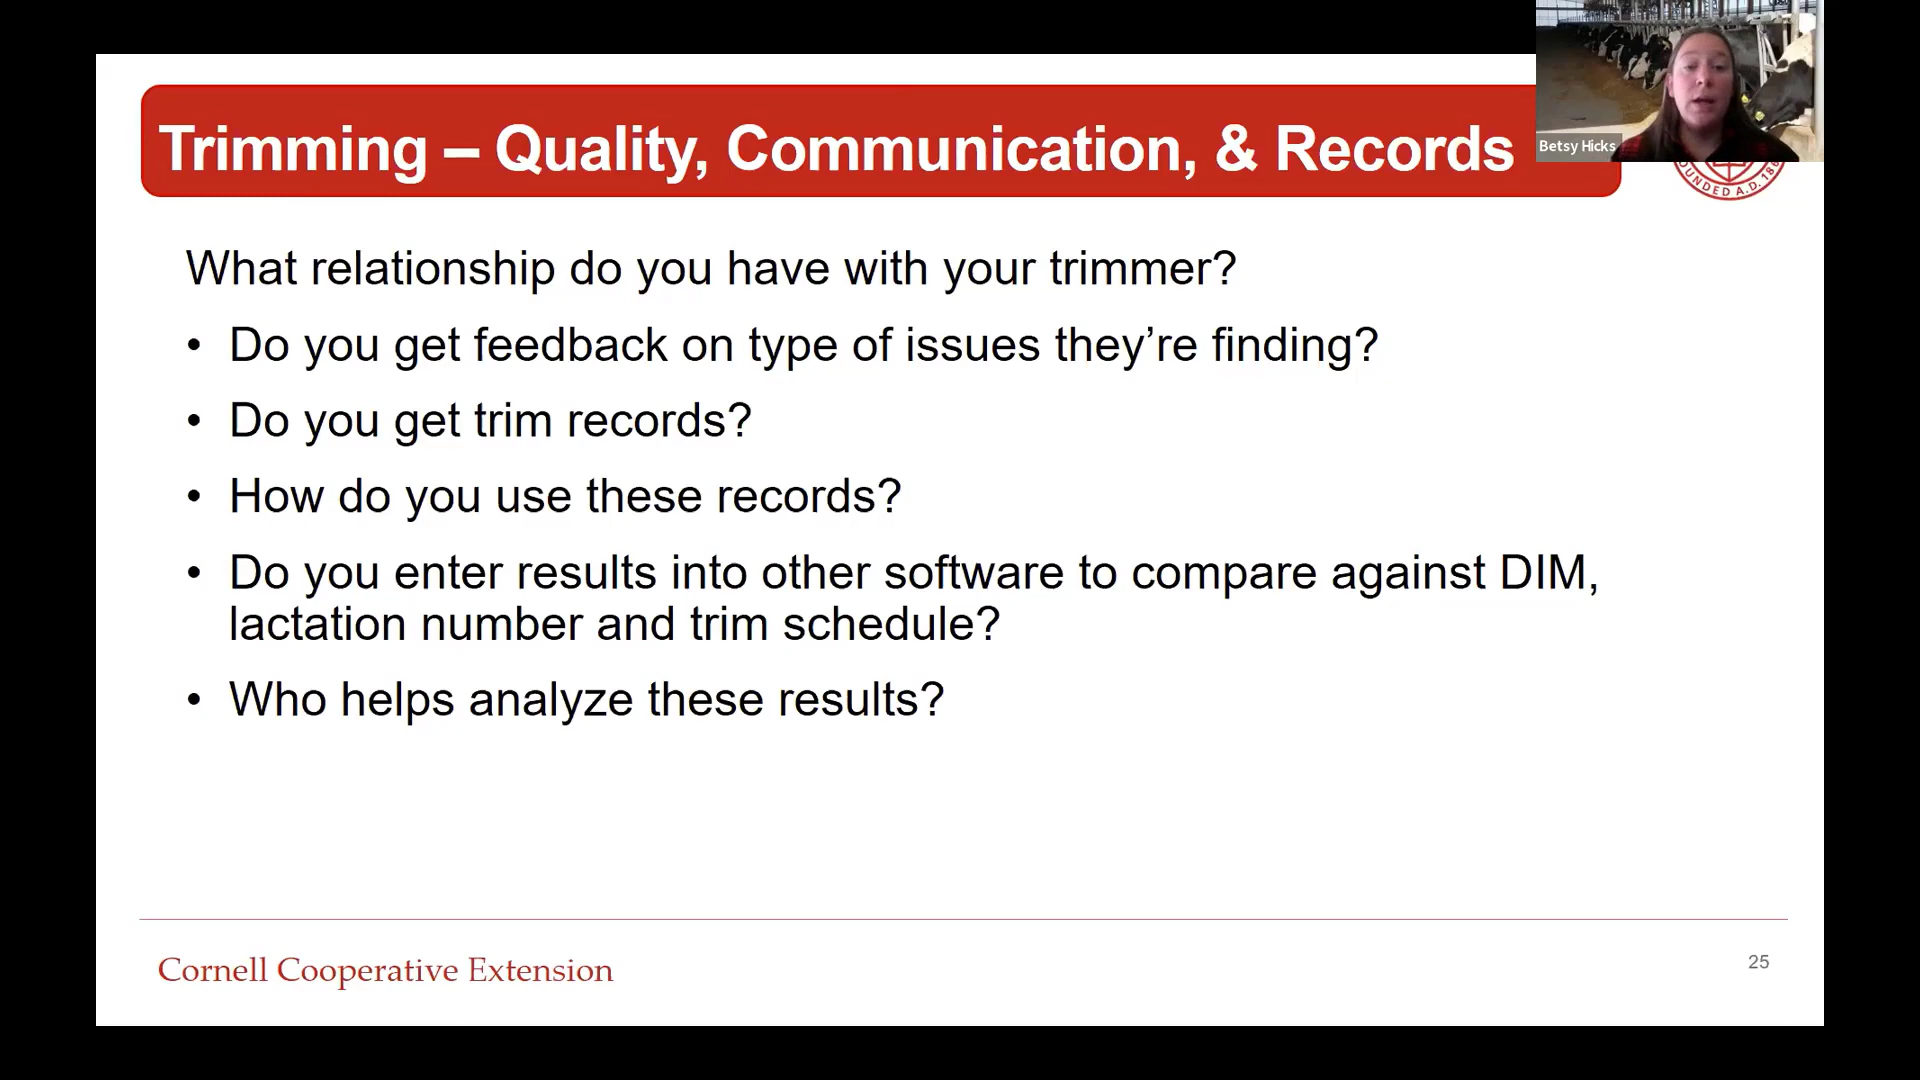 Trimming – Quality, Communication, & Records
Betsy Hicks
What relationship do you have with your trimmer?
• Do you get feedback on type of issues they’re finding?
• Do you get trim records?
• How do you use these records?
• Do you enter results into other software to compare against DIM,
lactation number and trim schedule?
• Who helps analyze these results?
Cornell Cooperative Extension
25